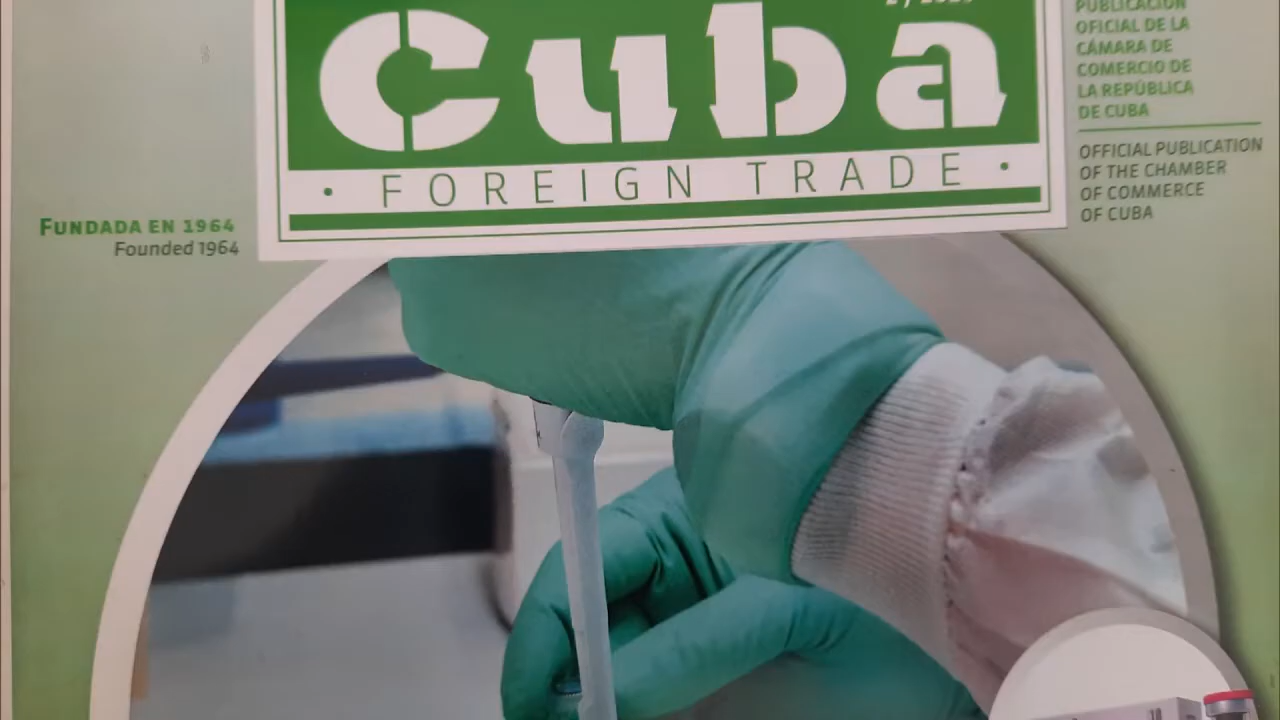 Cuba
• FOREIGN TRADE •
PUBLICACIÓN
OFICIAL DE LA
CÁMARA DE
COMERCIO DE
LA REPÚBLICA
DE CUBA
OFFICIAL PUBLICATION
OF THE CHAMBER
OF COMMERCE
OF CUBA
FUNDADA EN 1964
Founded 1964